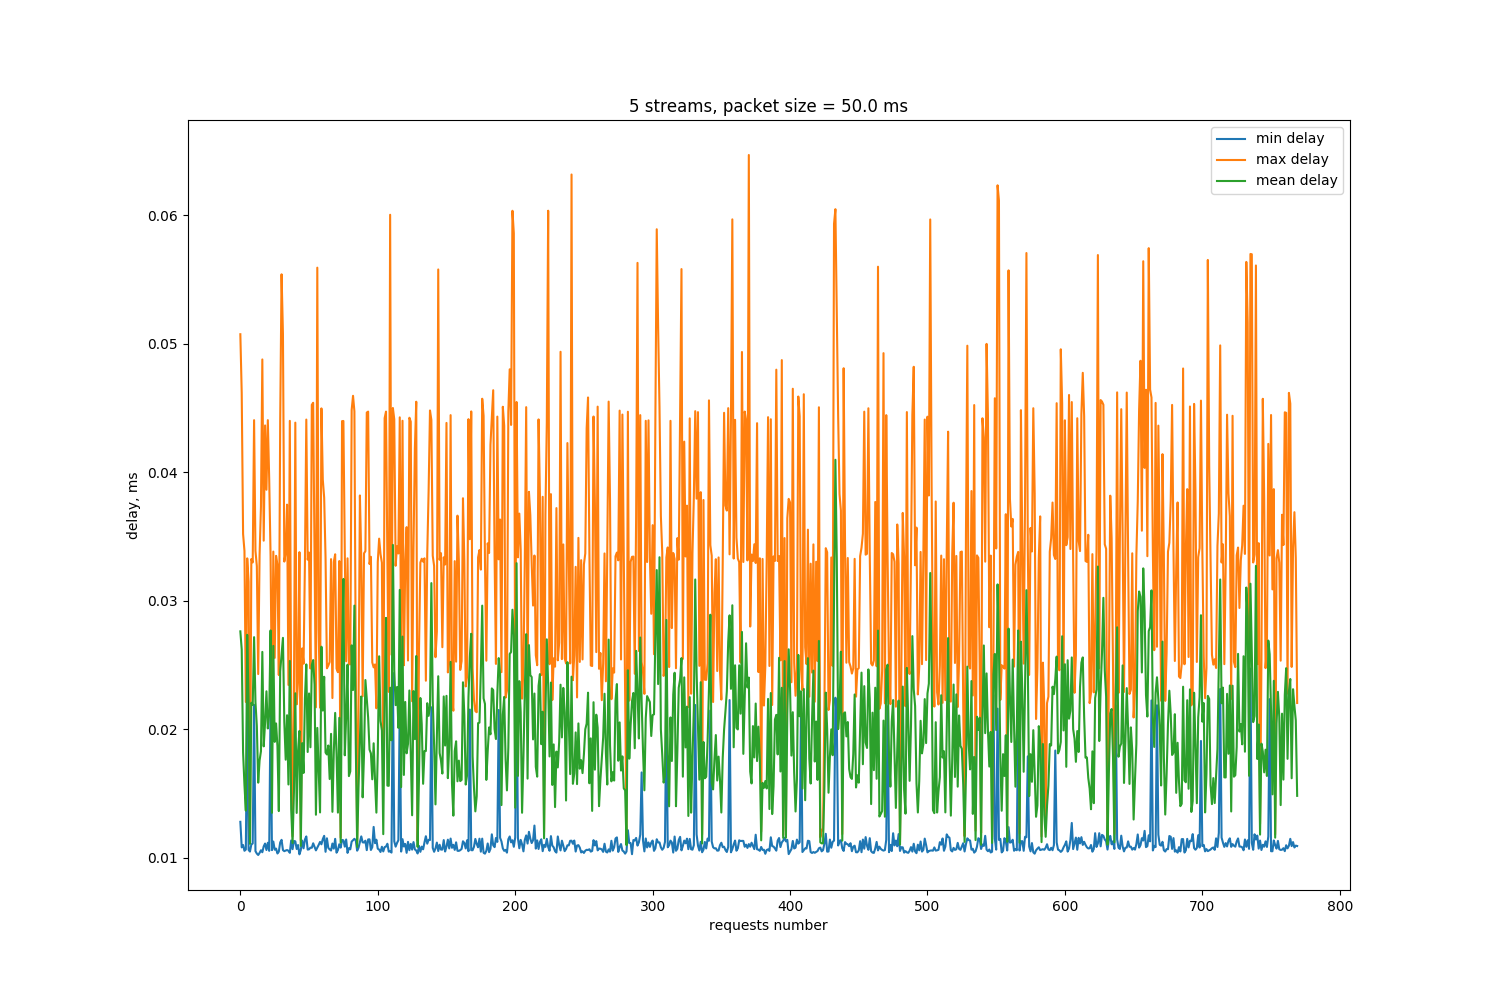 5 streams, packet size = 50.0 ms
min delay
max delay
mean delay
0.06
0.05
0.04
0.03
0.02
0.01
delay, ms
0 100 200 300 400 500 600 700 800
requests number